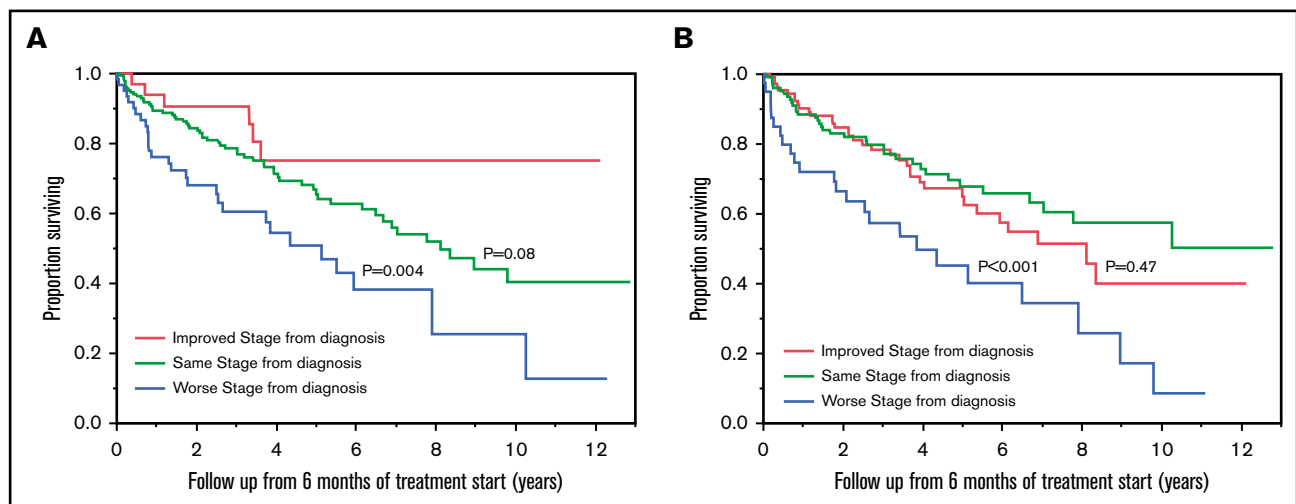 A
Proportion surviving
1.0
0.8
0.6
0.4
0.2
0.0
P=0.08
P=0.004
Improved Stage from diagnosis
Same Stage from diagnosis
Worse Stage from diagnosis
0 2 4 6 8 10 12
Follow up from 6 months of treatment start (years)
B
Proportion surviving
1.0
0.8
0.6
0.4
0.2
0.0
P<0.001 P=0.47
Improved Stage from diagnosis
Same Stage from diagnosis
Worse Stage from diagnosis
0 2 4 6 8 10 12
Follow up from 6 months of treatment start (years)